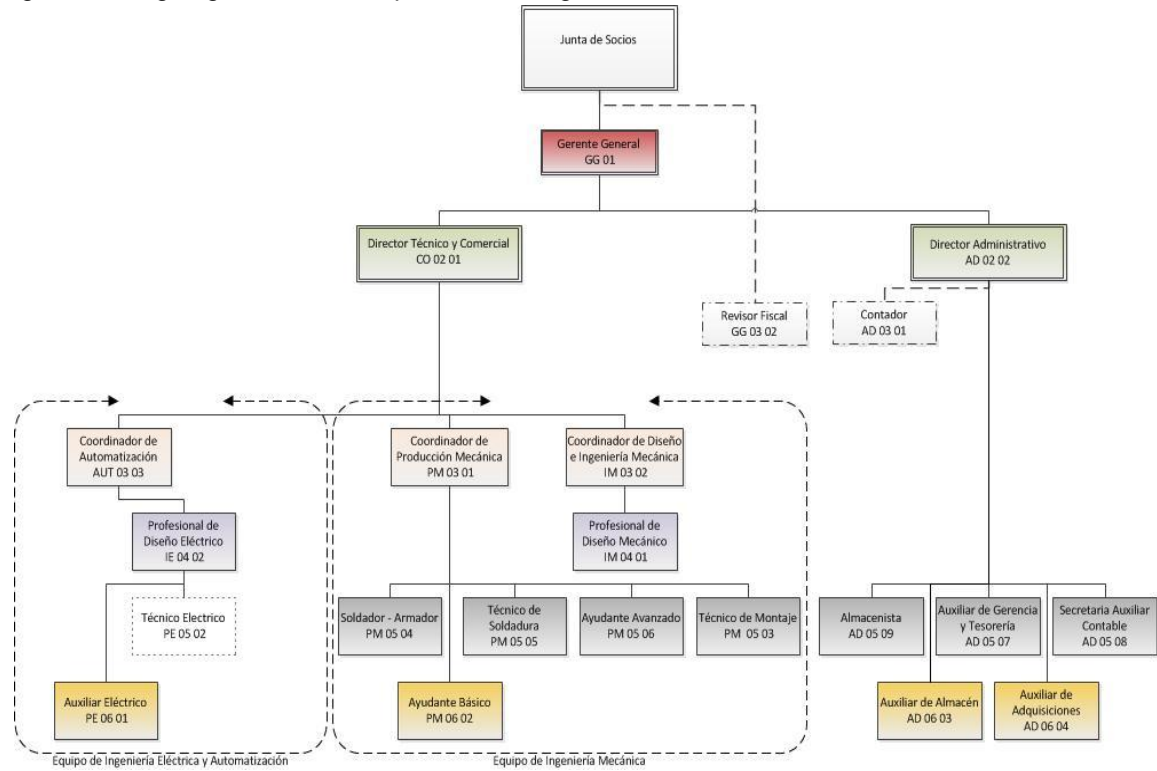 Junta de Socios
Gerente General
GG 01
Director Técnico y Comercial
CO 02 01
Director Administrativo
AD 02 02
Revisor Fiscal
GG 03 02
Contador
AD 03 01
Coordinador de
Automatización
AUT 03 03
Coordinador de
Producción Mecánica
PM 03 01
Coordinador de Diseño
e Ingeniería Mecánica
IM 03 02
Profesional de
Diseño Eléctrico
IE 04 02
Profesional de
Diseño Mecánico
IM 04 01
Técnico Electrico
PE 05 02
Soldador - Armador
PM 05 04
Técnico de
Soldadura
PM 05 05
Ayudante Avanzado
PM 05 06
Técnico de Montaje
PM 05 03
Almacenista
AD 05 09
Auxiliar de Gerencia
y Tesorería
AD 05 07
Secretaria Auxiliar
Contable
AD 05 08
Auxiliar Eléctrico
PE 06 01
Ayudante Básico
PM 06 02
Auxiliar de Almacén
AD 06 03
Auxiliar de
Adquisiciones
AD 06 04
Equipo de Ingeniería Eléctrica y Automatización
Equipo de Ingeniería Mecánica